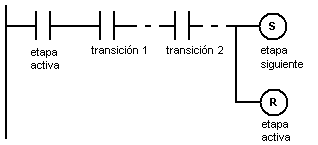 S
etapa
activa
transición 1
transición 2
etapa
siguiente
R
etapa
activa